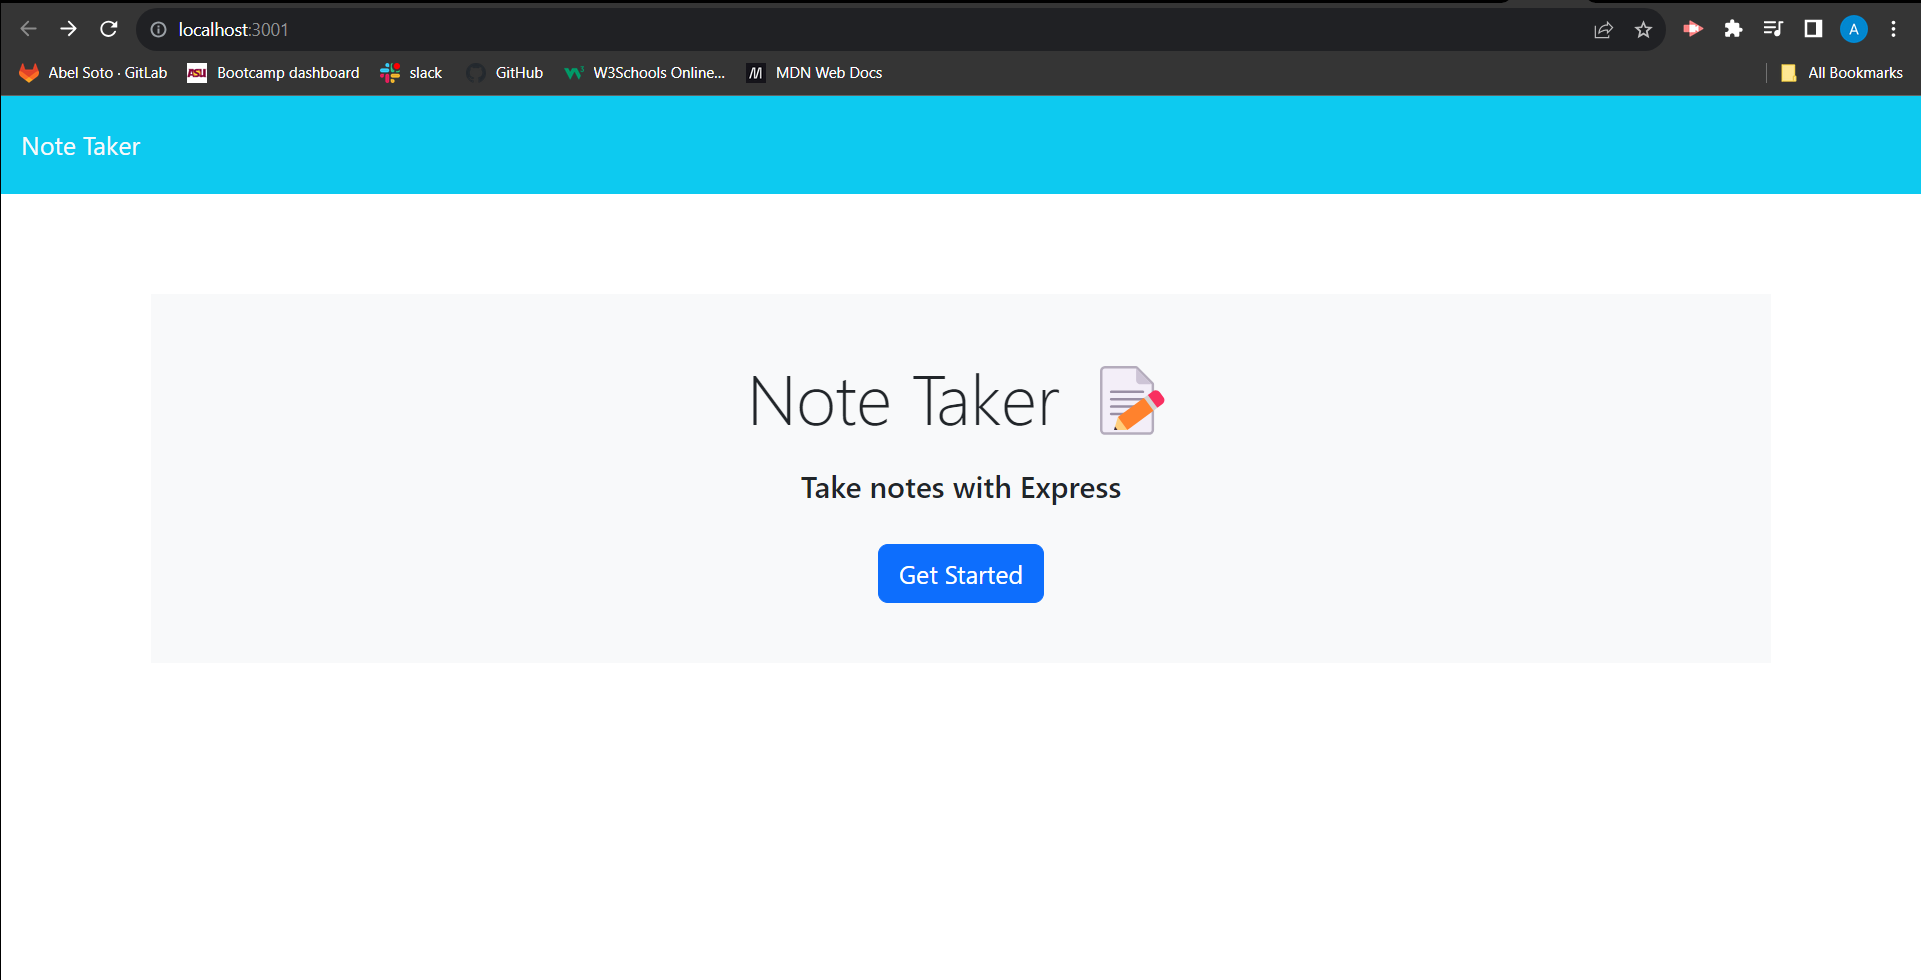 localhost:3001
A
Abel Soto · GitLab ASU Bootcamp dashboard slack GitHub W3Schools Online... MDN Web Docs All Bookmarks
Note Taker
Note Taker
Take notes with Express
Get Started